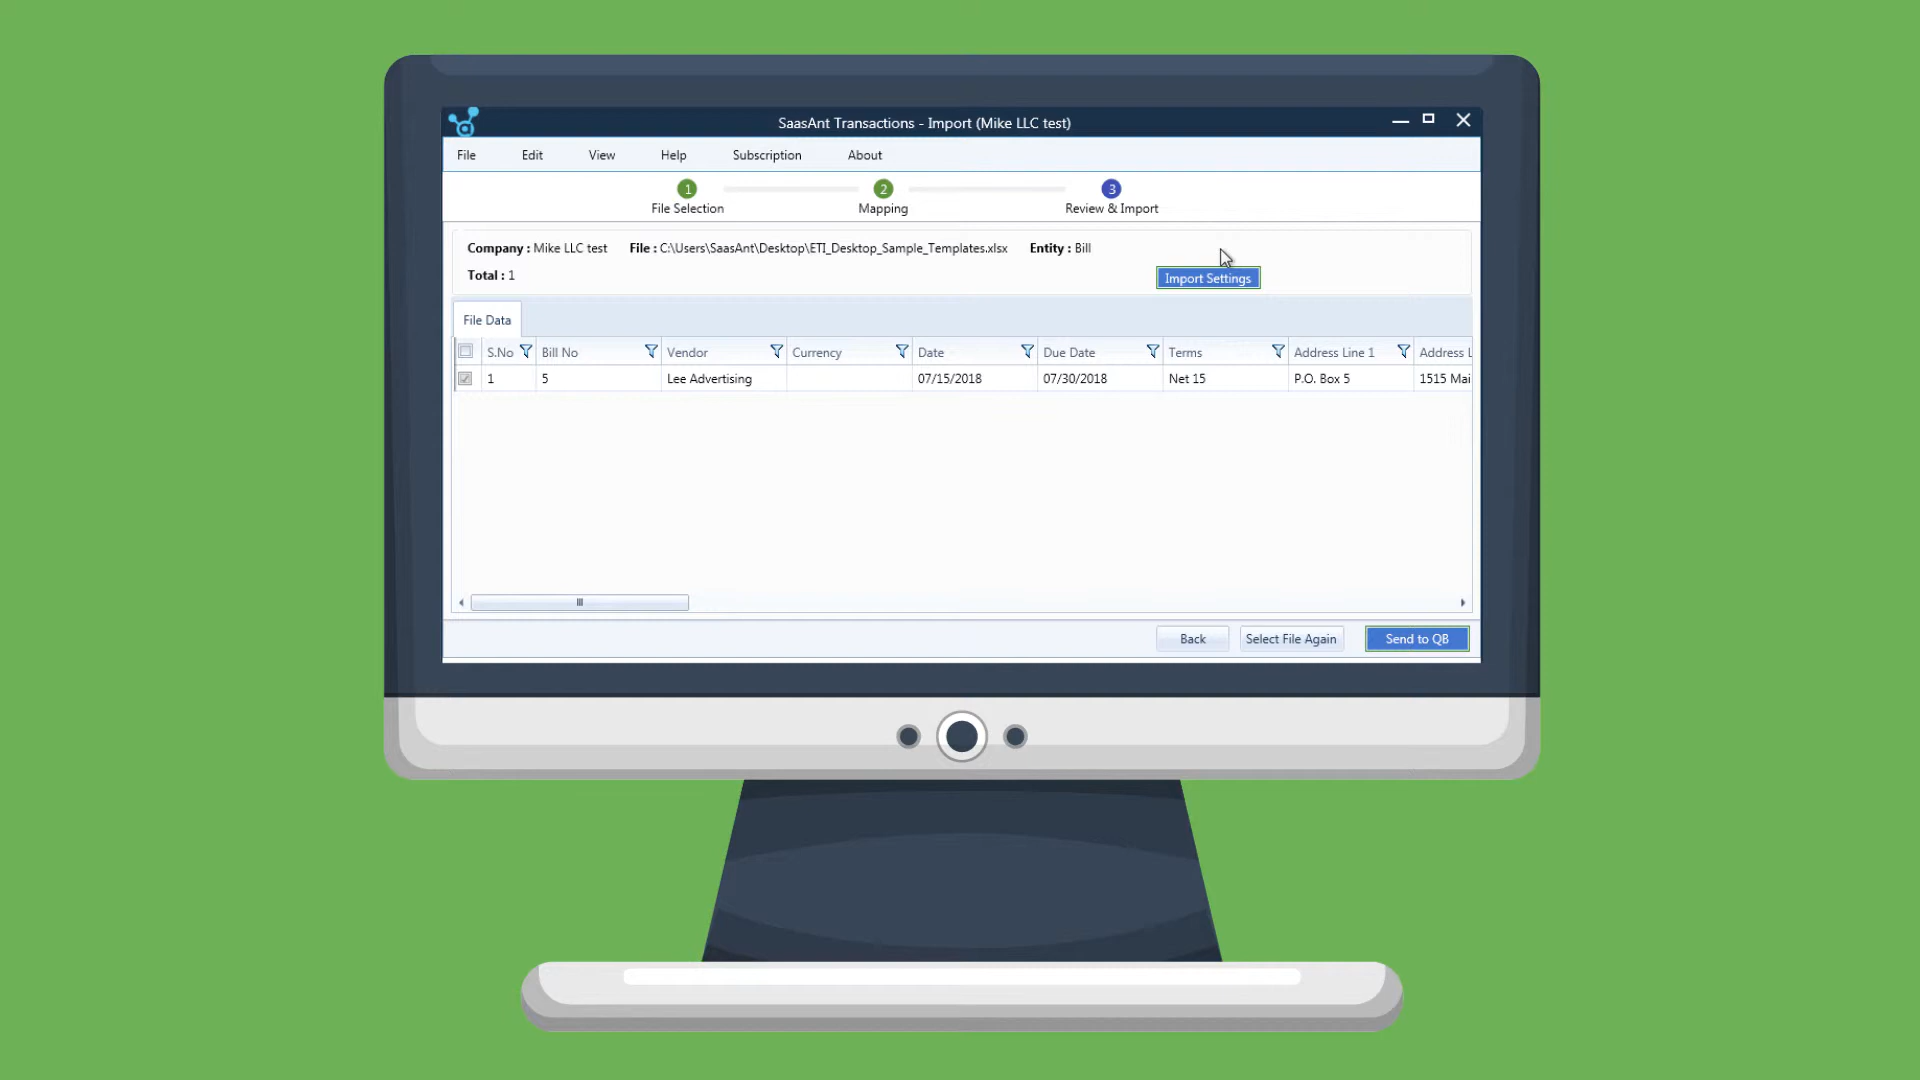 SaasAnt Transactions - Import (Mike LLC test)
File Edit View Help Subscription About
1 2 3
File Selection Mapping Review & Import
Company : Mike LLC test File : C:\Users\SaasAnt\Desktop\ETI_Desktop_Sample_Templates.xlsx Entity : Bill
Total : 1
Import Settings
File Data
S.No Bill No Vendor Currency Date Due Date Terms Address Line 1 Address L
1 5 Lee Advertising 07/15/2018 07/30/2018 Net 15 P.O. Box 5 1515 Mai
Back Select File Again Send to QB